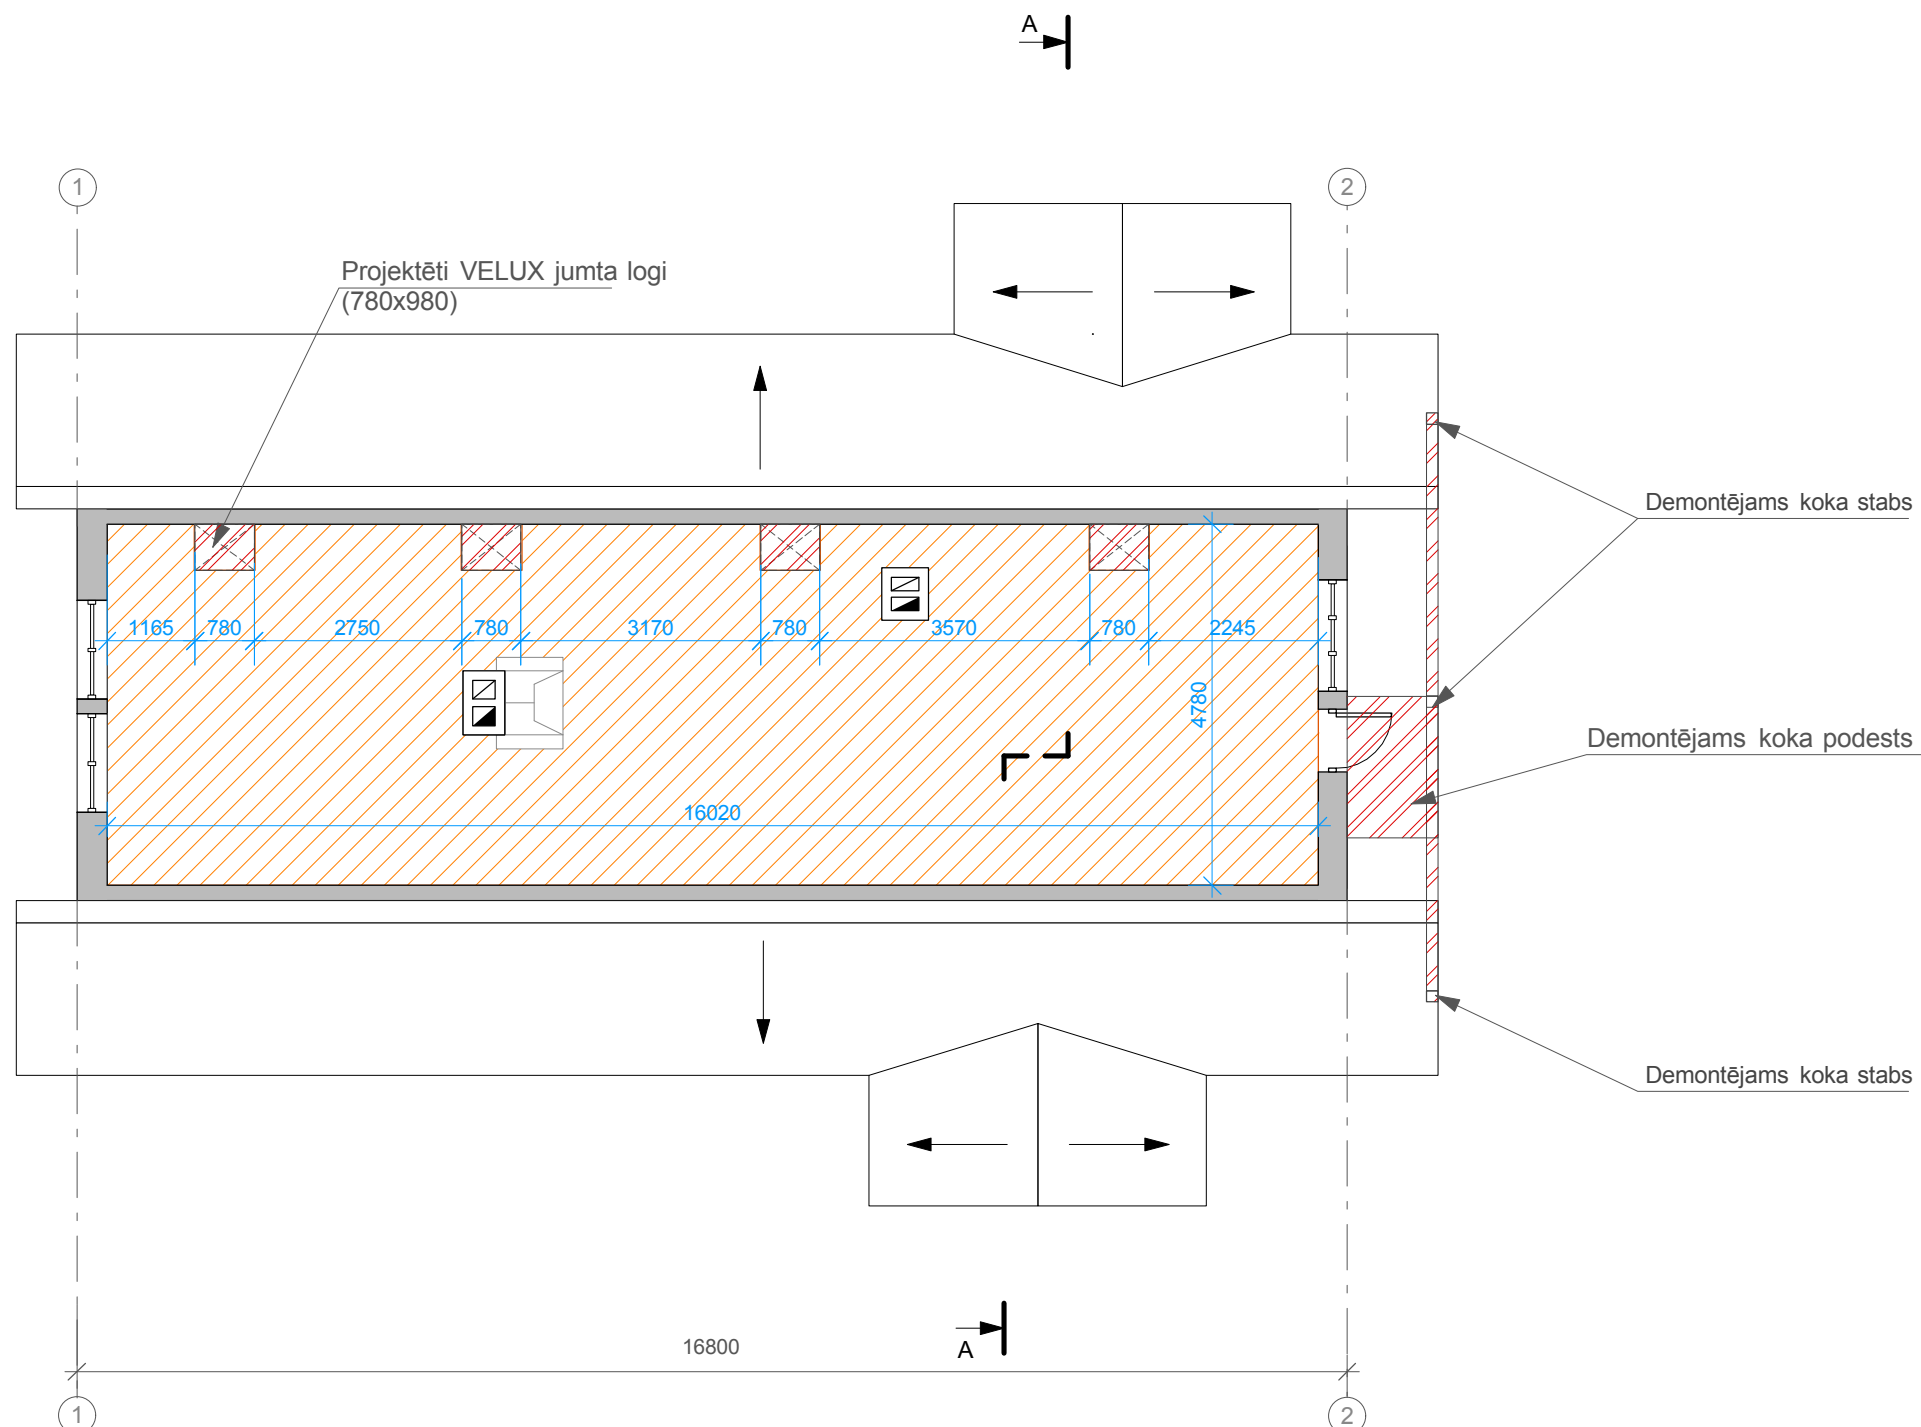 A
1
2
Projektēti VELUX jumta logi
(780x980)
Demontējams koka stabs
1165 780 2750 780 3170 780 3570 780 2245
4780
Demontējams koka podests
16020
Demontējams koka stabs
16800
A
1
2